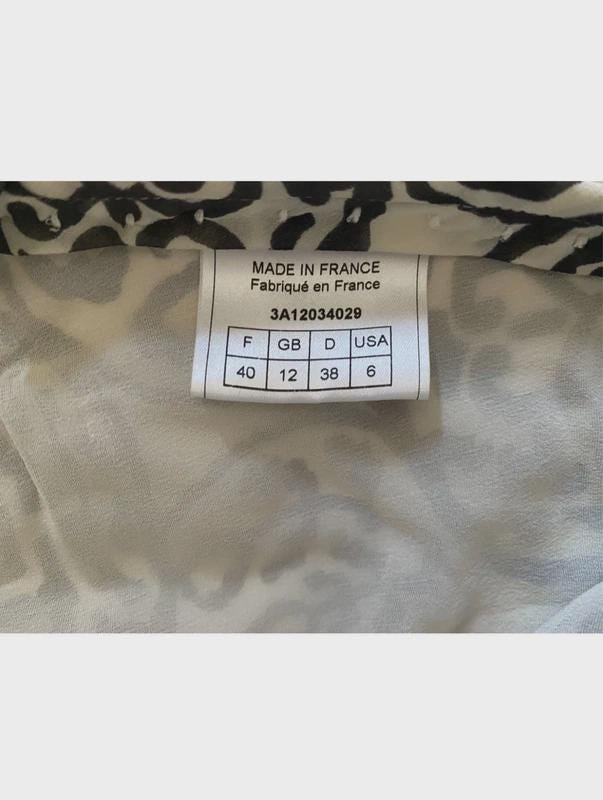 MADE IN FRANCE
Fabriqué en France
3A12034029
F GB D USA
40 12 38 6